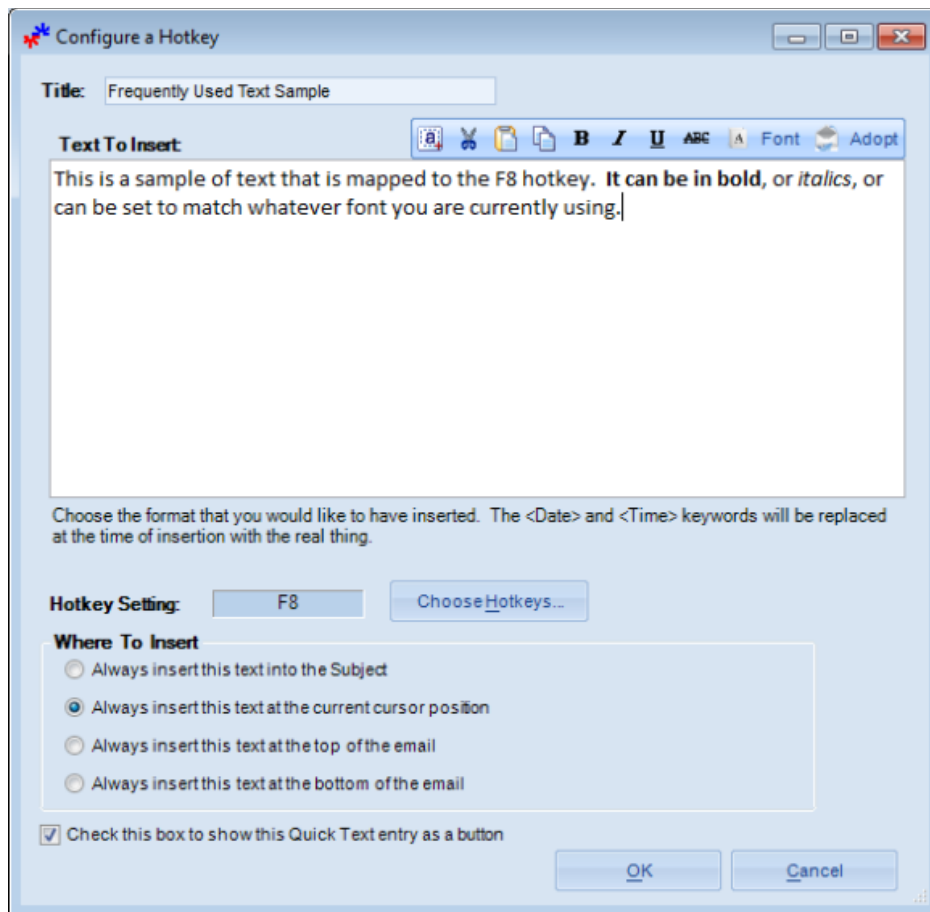 Configure a Hotkey
Title: Frequently Used Text Sample
Text To Insert: a B I U ABC A Font Adopt
This is a sample of text that is mapped to the F8 hotkey.  It can be in bold, or italics, or
can be set to match whatever font you are currently using.
Choose the format that you would like to have inserted.  The <Date> and <Time> keywords will be replaced
at the time of insertion with the real thing.
Hotkey Setting: F8 Choose Hotkeys...
Where To Insert
Always insert this text into the Subject
Always insert this text at the current cursor position
Always insert this text at the top of the email
Always insert this text at the bottom of the email
Check this box to show this Quick Text entry as a button
OK Cancel